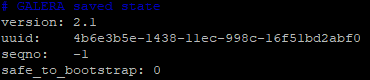 # GALERA saved state
version: 2.1
uuid:    4b6e3b5e-1438-11ec-998c-16f51bd2abf0
seqno:   -1
safe_to_bootstrap: 0